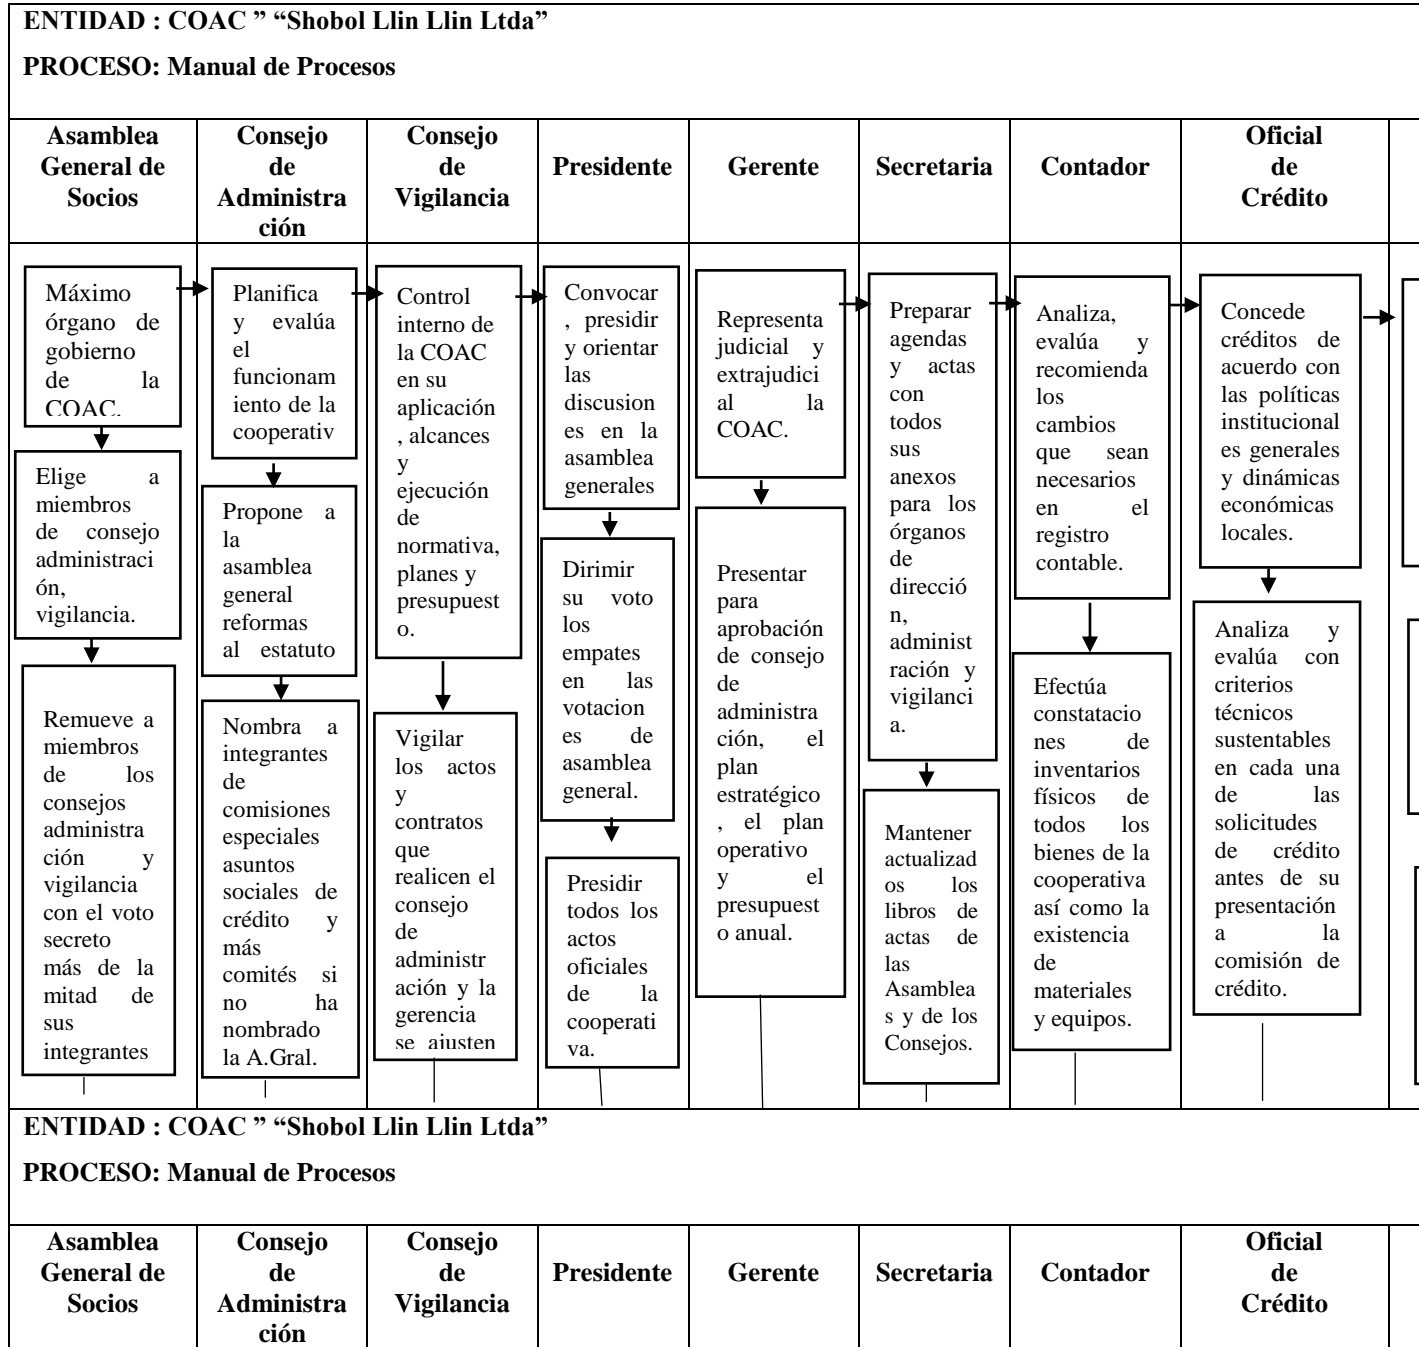 ENTIDAD : COAC ” “Shobol Llin Llin Ltda”
PROCESO: Manual de Procesos
Asamblea
General de
Socios
Consejo
de
Administra
ción
Consejo
de
Vigilancia
Presidente
Gerente
Secretaria
Contador
Oficial
de
Crédito
Máximo
órgano de
gobierno
de la
COAC.
Elige a
miembros
de consejo
administraci
ón,
vigilancia.
Remueve a
miembros
de los
consejos
administra
ción y
vigilancia
con el voto
secreto
más de la
mitad de
sus
integrantes
Planifica
y evalúa
el
funcionam
iento de la
cooperativ
Propone a
la
asamblea
general
reformas
al estatuto
Nombra a
integrantes
de
comisiones
especiales
asuntos
sociales de
crédito y
más
comités si
no ha
nombrado
la A.Gral.
Control
interno de
la COAC
en su
aplicación
, alcances
y
ejecución
de
normativa,
planes y
presupuest
o.
Vigilar
los actos
y
contratos
que
realicen el
consejo
de
administr
ación y la
gerencia
se ajusten
Convocar
, presidir
y orientar
las
discusion
es en la
asamblea
generales
Dirimir
su voto
los
empates
en las
votacion
es de
asamblea
general.
Presidir
todos los
actos
oficiales
de la
cooperati
va.
Representa
judicial y
extrajudici
al la
COAC.
Presentar
para
aprobación
de consejo
de
administra
ción, el
plan
estratégico
, el plan
operativo
y el
presupuest
o anual.
Preparar
agendas
y actas
con
todos
sus
anexos
para los
órganos
de
direcció
n,
administ
ración y
vigilanci
a.
Mantener
actualizad
os los
libros de
actas de
las
Asamblea
s y de los
Consejos.
Analiza,
evalúa y
recomienda
los
cambios
que sean
necesarios
en el
registro
contable.
Efectúa
constatacio
nes de
inventarios
físicos de
todos los
bienes de la
cooperativa
así como la
existencia
de
materiales
y equipos.
Concede
créditos de
acuerdo con
las políticas
institucional
es generales
y dinámicas
económicas
locales.
Analiza y
evalúa con
criterios
técnicos
sustentables
en cada una
de las
solicitudes
de crédito
antes de su
presentación
a la
comisión de
crédito.
ENTIDAD : COAC ” “Shobol Llin Llin Ltda”
PROCESO: Manual de Procesos
Asamblea
General de
Socios
Consejo
de
Administra
ción
Consejo
de
Vigilancia
Presidente
Gerente
Secretaria
Contador
Oficial
de
Crédito